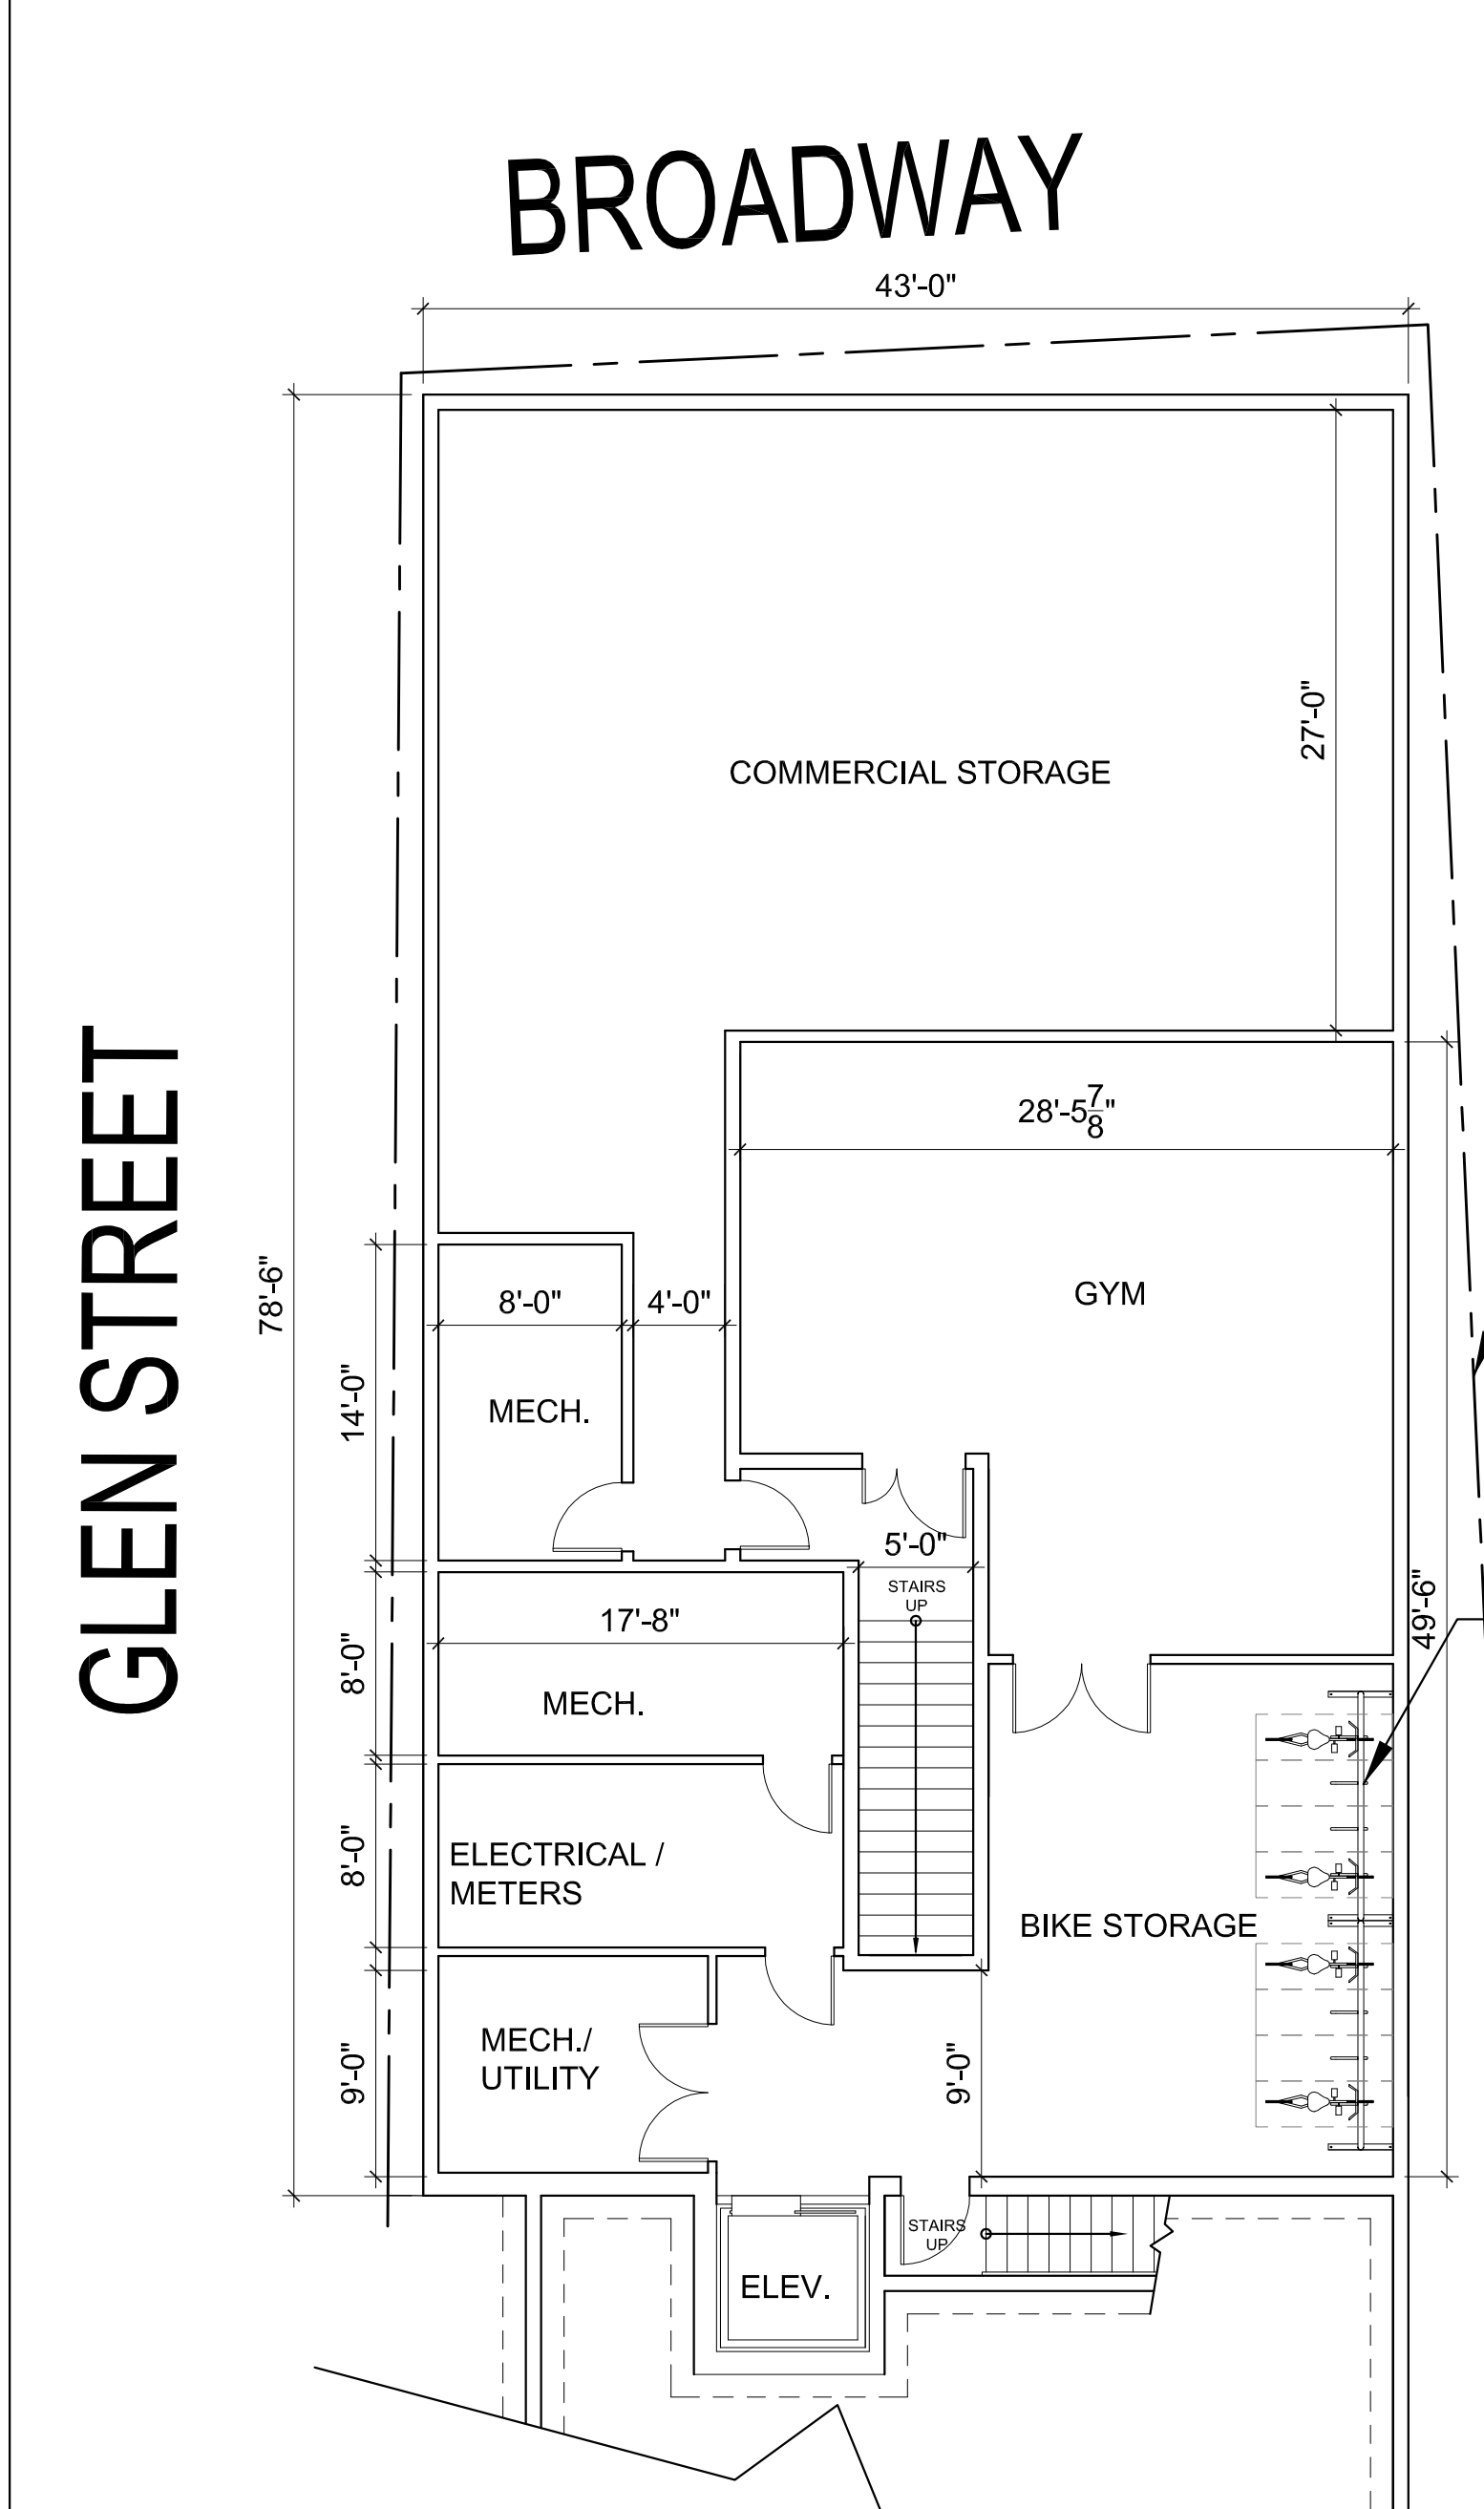 BROADWAY
43'-0"
27'-0"
COMMERCIAL STORAGE
28'-5 7/8"
GLEN STREET
78'-6"
GYM
8'-0"
4'-0"
14'-0"
MECH.
5'-0"
STAIRS
UP
49'-6"
17'-8"
8'-0"
MECH.
8'-0"
ELECTRICAL /
METERS
BIKE STORAGE
MECH./
UTILITY
9'-0"
9'-0"
STAIRS
UP
ELEV.